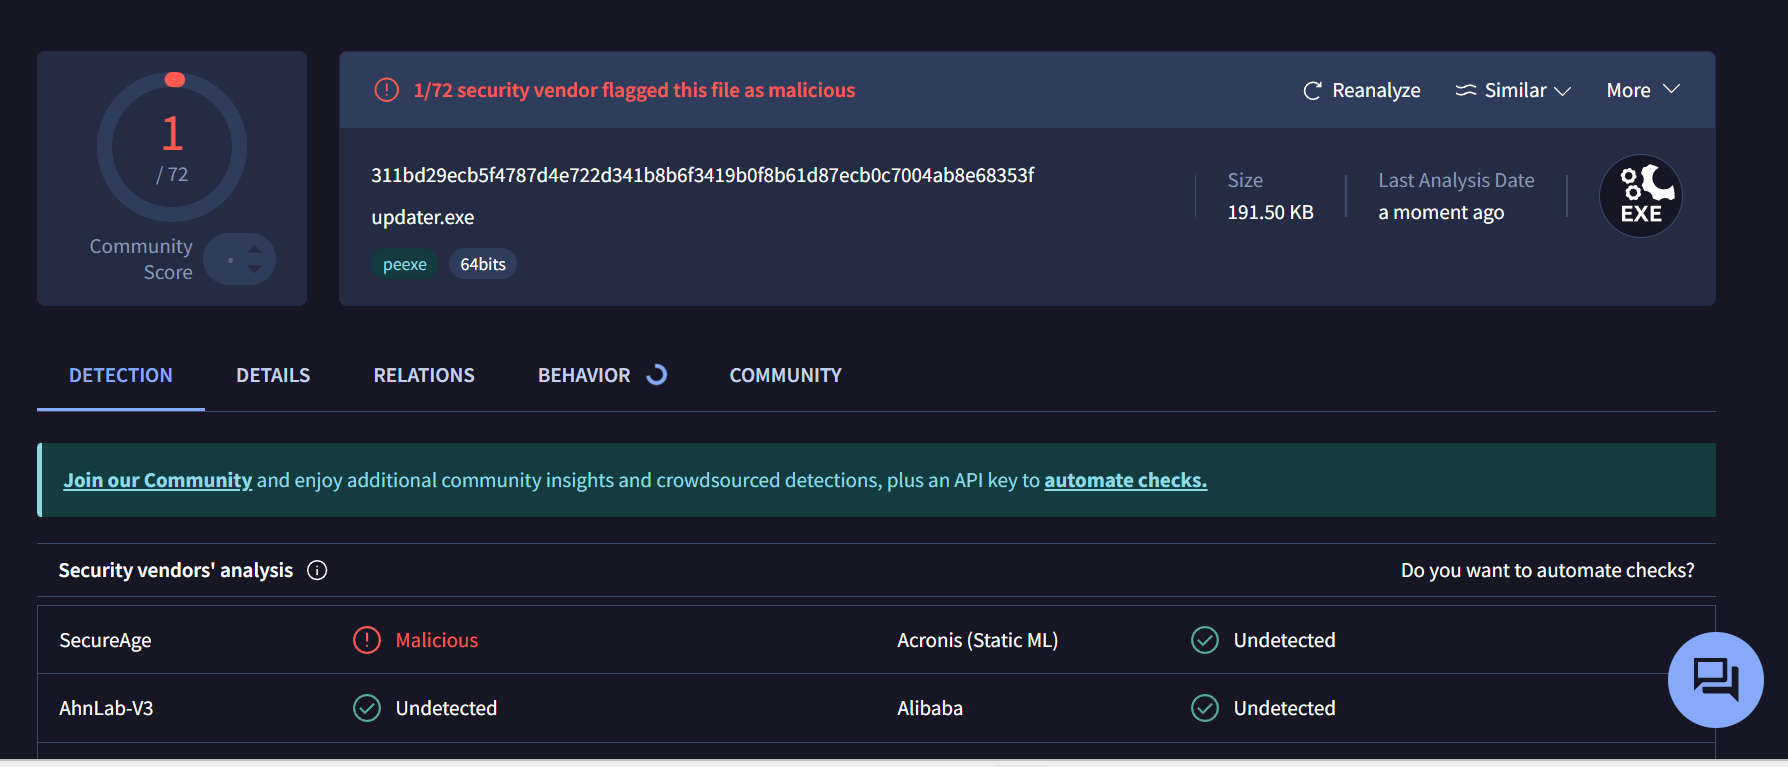 1
/ 72
Community
Score
1/72 security vendor flagged this file as malicious
Reanalyze
Similar
More
311bd29ecb5f4787d4e722d341b8b6f3419b0f8b61d87ecb0c7004ab8e68353f
updater.exe
peexe
64bits
Size
191.50 KB
Last Analysis Date
a moment ago
EXE
DETECTION
DETAILS
RELATIONS
BEHAVIOR
COMMUNITY
Join our Community and enjoy additional community insights and crowdsourced detections, plus an API key to automate checks.
Security vendors' analysis
Do you want to automate checks?
SecureAge
Malicious
Acronis (Static ML)
Undetected
AhnLab-V3
Undetected
Alibaba
Undetected